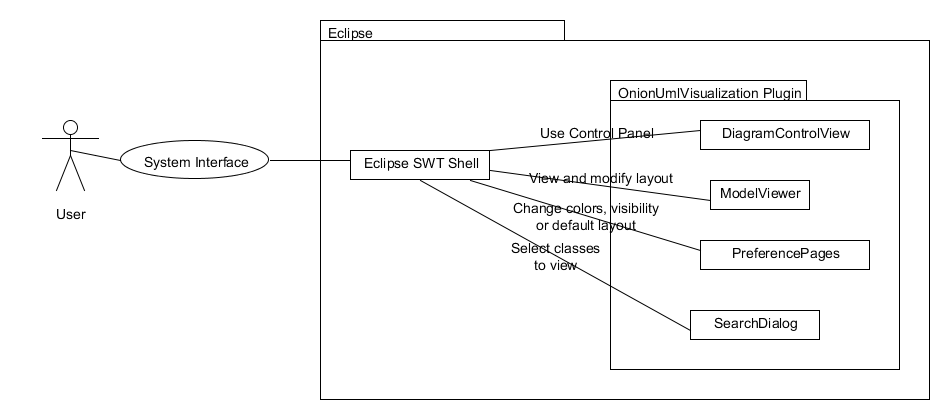 Eclipse
OnionUmlVisualization Plugin
Use Control Panel
DiagramControlView
System Interface
Eclipse SWT Shell
View and modify layout
ModelViewer
User
Change colors, visibility
or default layout
PreferencePages
Select classes
to view
SearchDialog